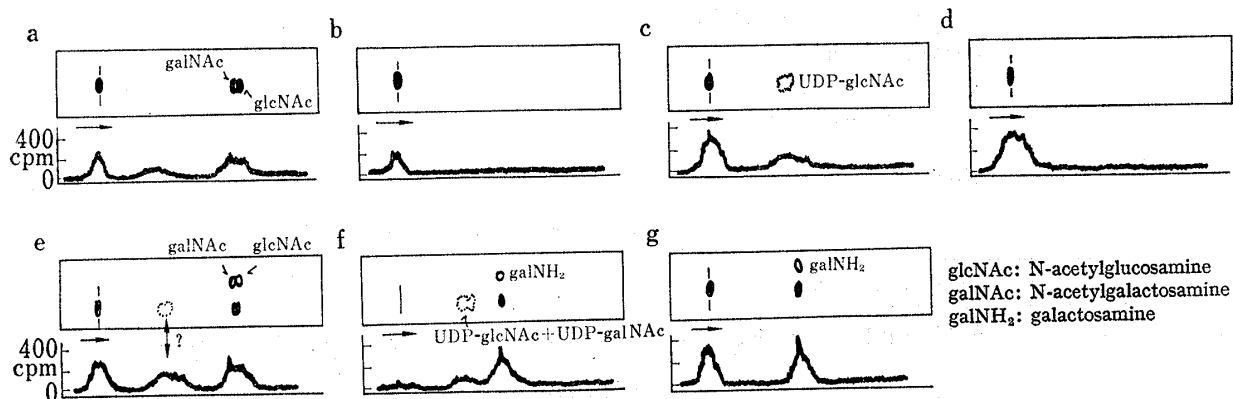 a
galNAc
glcNAc
400
cpm
0
b
c
UDP-glcNAc
d
e
galNAc
glcNAc
?
400
cpm
0
f
galNH₂
UDP-glcNAc+UDP-galNAc
g
galNH₂
glcNAc: N-acetylglucosamine
galNAc: N-acetylgalactosamine
galNH₂: galactosamine